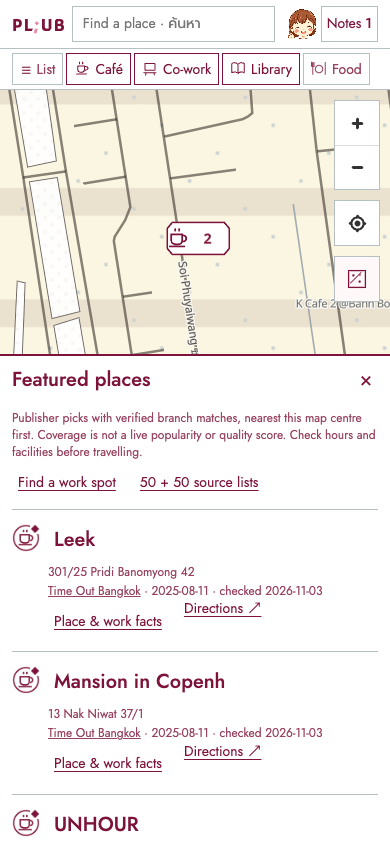 PL;UB
Find a place · ค้นหา
Notes 1
List
Café
Co-work
Library
Food
+
−
2
Soi Phuyaiwang
K Cafe 2 @Bann Bo
Featured places
×
Publisher picks with verified branch matches, nearest this map centre
first. Coverage is not a live popularity or quality score. Check hours and
facilities before travelling.
Find a work spot
50 + 50 source lists
Leek
301/25 Pridi Banomyong 42
Time Out Bangkok · 2025-08-11 · checked 2026-11-03
Place & work facts
Directions ↗
Mansion in Copenh
13 Nak Niwat 37/1
Time Out Bangkok · 2025-08-11 · checked 2026-11-03
Place & work facts
Directions ↗
UNHOUR